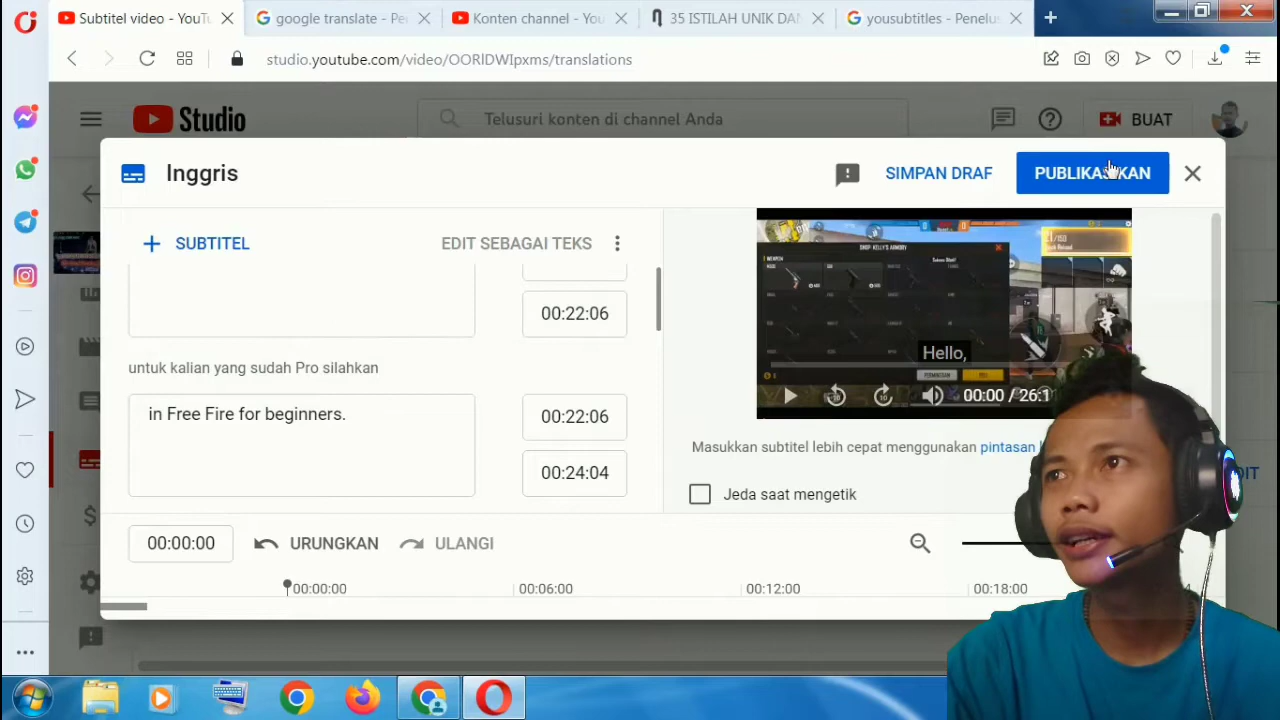 Subtitel video - YouTu
google translate - Pe
Konten channel - You
35 ISTILAH UNIK DAN
yousubtitles - Penelus
studio.youtube.com/video/OORlDWIpxms/translations
Studio
Telusuri konten di channel Anda
BUAT
Inggris
SIMPAN DRAF
PUBLIKASIKAN
SUBTITEL
EDIT SEBAGAI TEKS
00:22:06
untuk kalian yang sudah Pro silahkan
in Free Fire for beginners.
00:22:06
00:24:04
Hello,
00:00 / 26:1
Masukkan subtitel lebih cepat menggunakan pintasan
Jeda saat mengetik
00:00:00
URUNGKAN
ULANGI
00:00:00
00:06:00
00:12:00
00:18:00